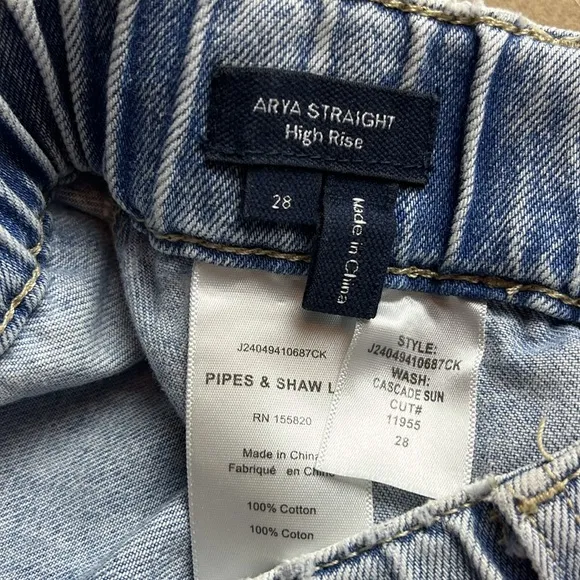 ARYA STRAIGHT
High Rise
28
Made in China
J24049410687CK
PIPES & SHAW L
RN 155820
Made in China
Fabriqué en Chin
100% Cotton
100% Coton
STYLE:
J24049410687CK
WASH:
CASCADE SUN
CUT#
11955
28